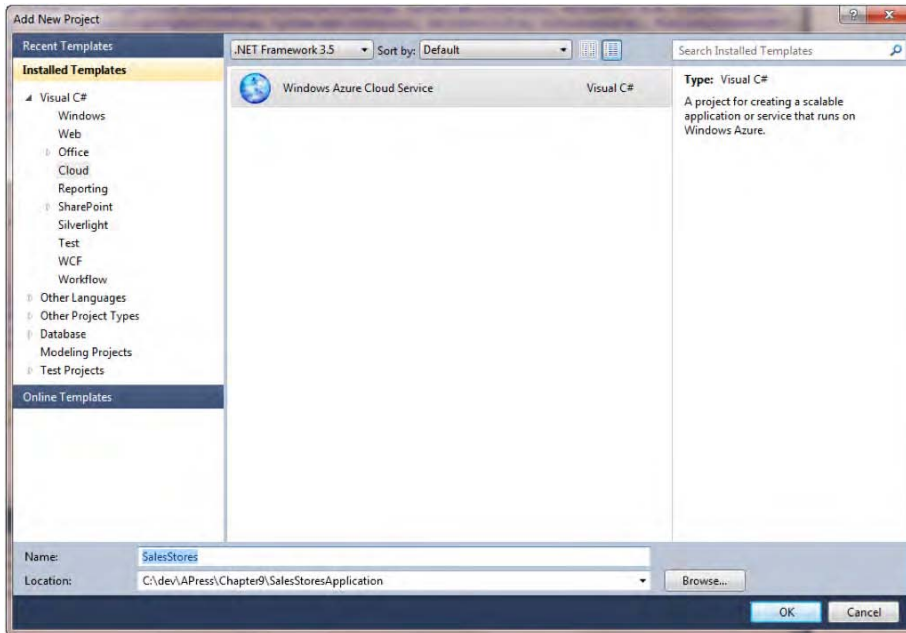 Add New Project
Recent Templates
Installed Templates
Visual C#
Windows
Web
Office
Cloud
Reporting
SharePoint
Silverlight
Test
WCF
Workflow
Other Languages
Other Project Types
Database
Modeling Projects
Test Projects
Online Templates
.NET Framework 3.5 Sort by: Default
Windows Azure Cloud Service Visual C#
Search Installed Templates
Type: Visual C#
A project for creating a scalable
application or service that runs on
Windows Azure.
Name: SalesStores
Location: C:\dev\APress\Chapter9\SalesStoresApplication Browse...
OK Cancel